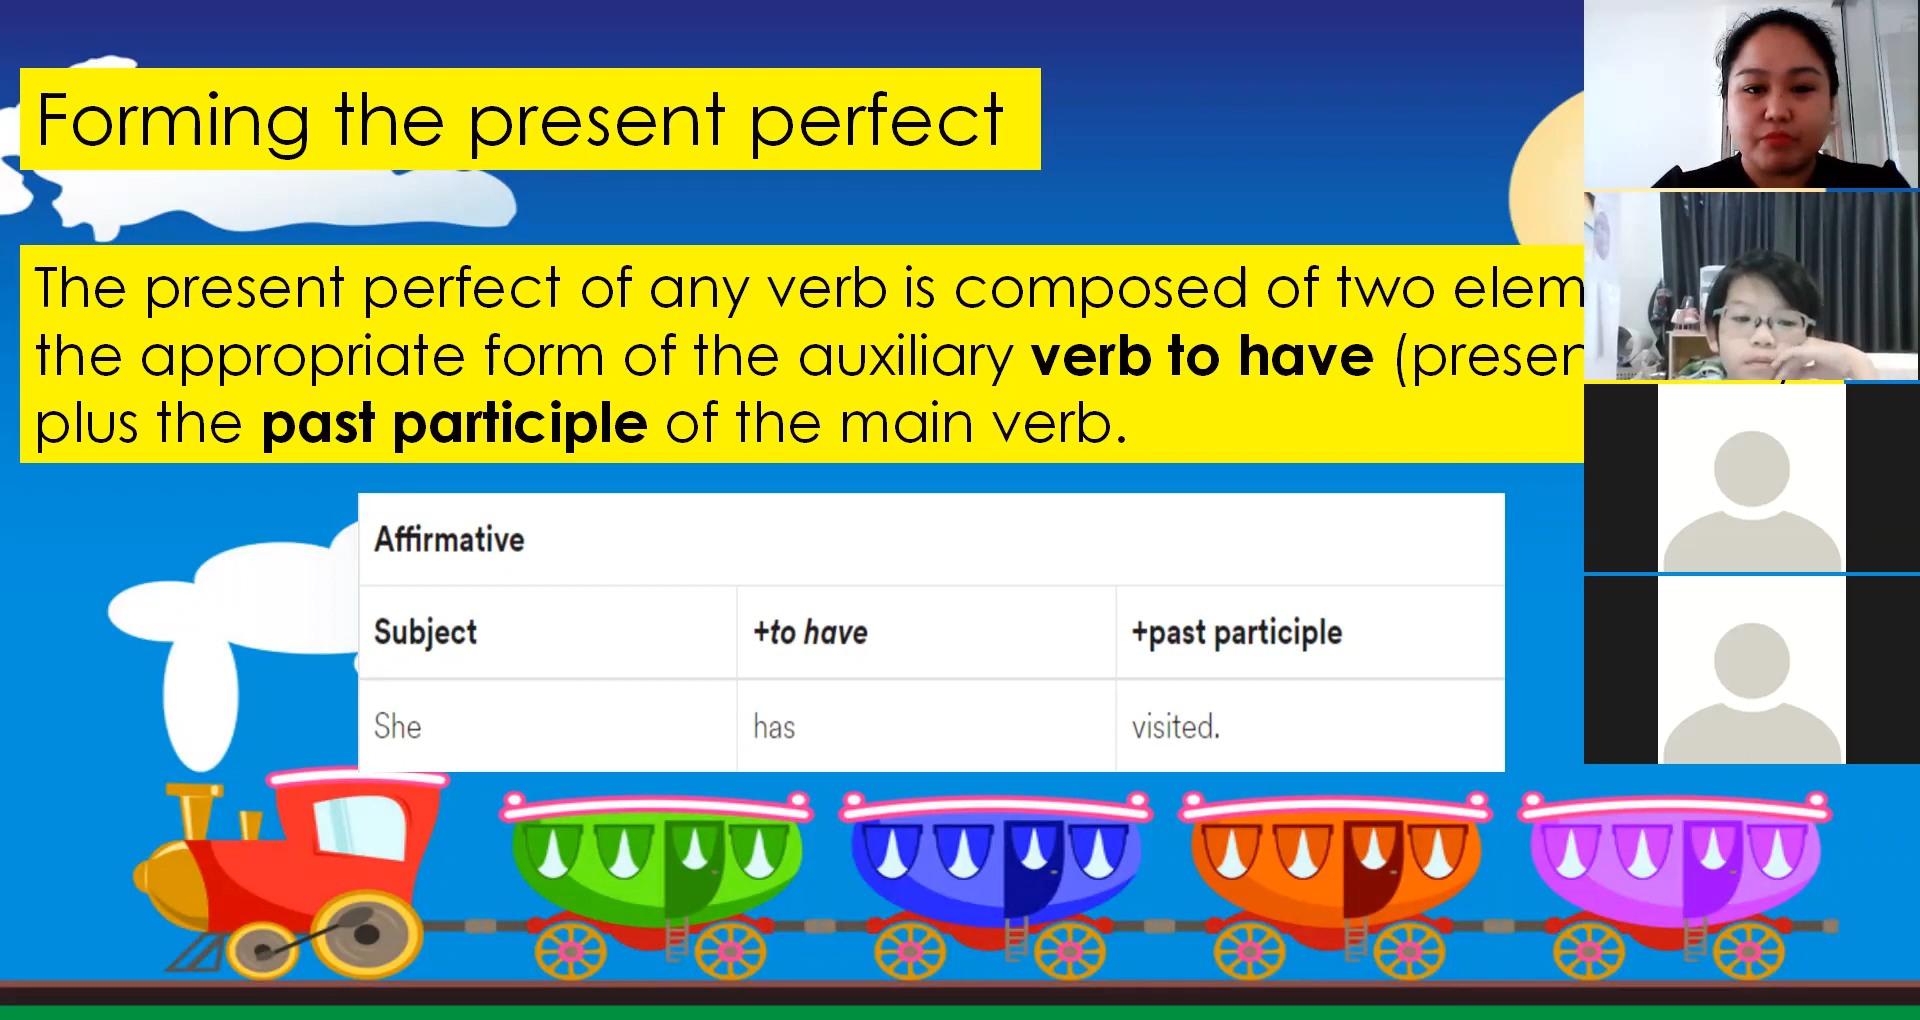 Forming the present perfect
The present perfect of any verb is composed of two
the appropriate form of the auxiliary verb to have
plus the past participle of the main verb.
Affirmative
Subject +to have +past participle
She has visited.